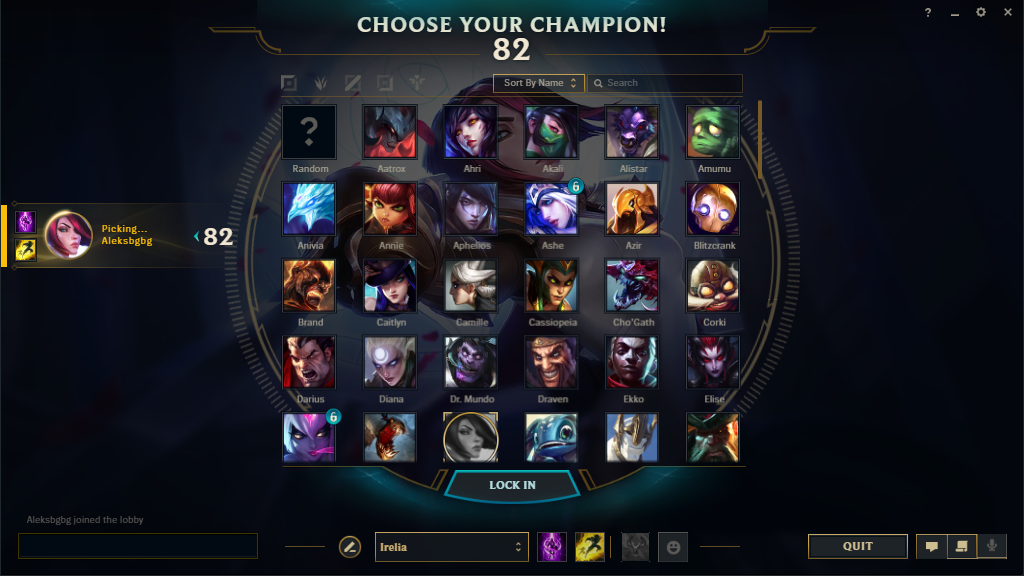 CHOOSE YOUR CHAMPION!
82
?
Sort By Name
Search
?
Random
Aatrox
Ahri
Akali
Alistar
Amumu
Picking...
Aleksbgbg
82
Anivia
Annie
Aphelios
Ashe
Azir
Blitzcrank
Brand
Caitlyn
Camille
Cassiopeia
Cho'Gath
Corki
Darius
Diana
Dr. Mundo
Draven
Ekko
Elise
LOCK IN
Aleksbgbg joined the lobby
Irelia
QUIT